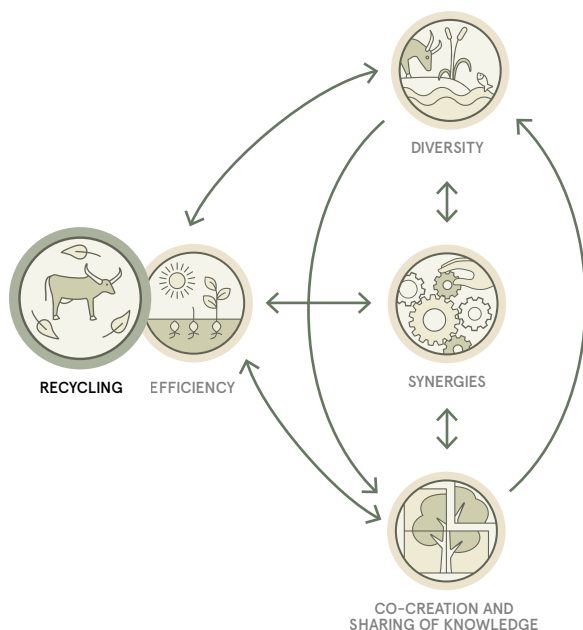 DIVERSITY
SYNERGIES
RECYCLING
EFFICIENCY
CO-CREATION AND
SHARING OF KNOWLEDGE